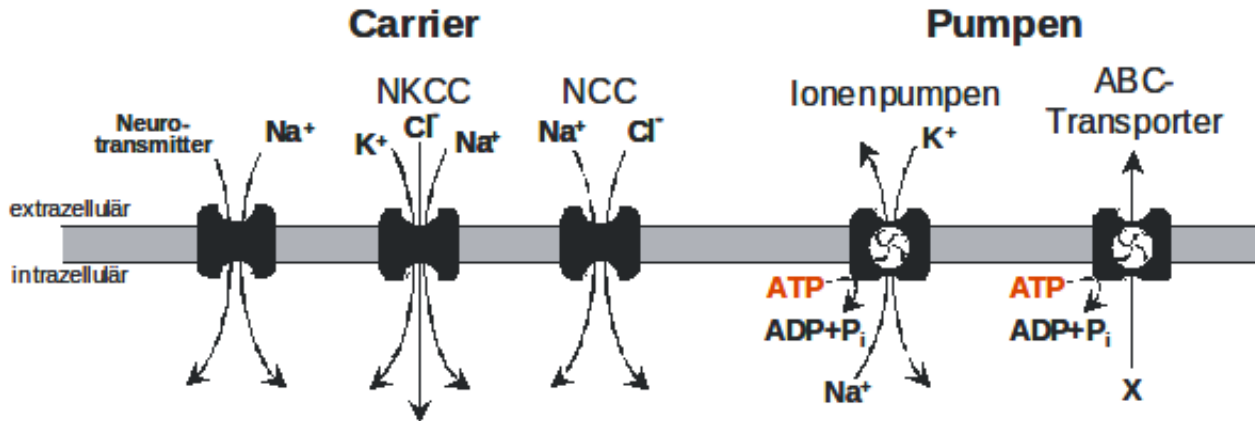 Carrier
Pumpen
NKCC
NCC
Ionenpumpen
ABC-
Transporter
Neuro-
transmitter
Na⁺
K⁺
Cl⁻
Na⁺
Na⁺
Cl⁻
K⁺
extrazellulär
intrazellulär
ATP
ADP+Pᵢ
Na⁺
ATP
ADP+Pᵢ
X